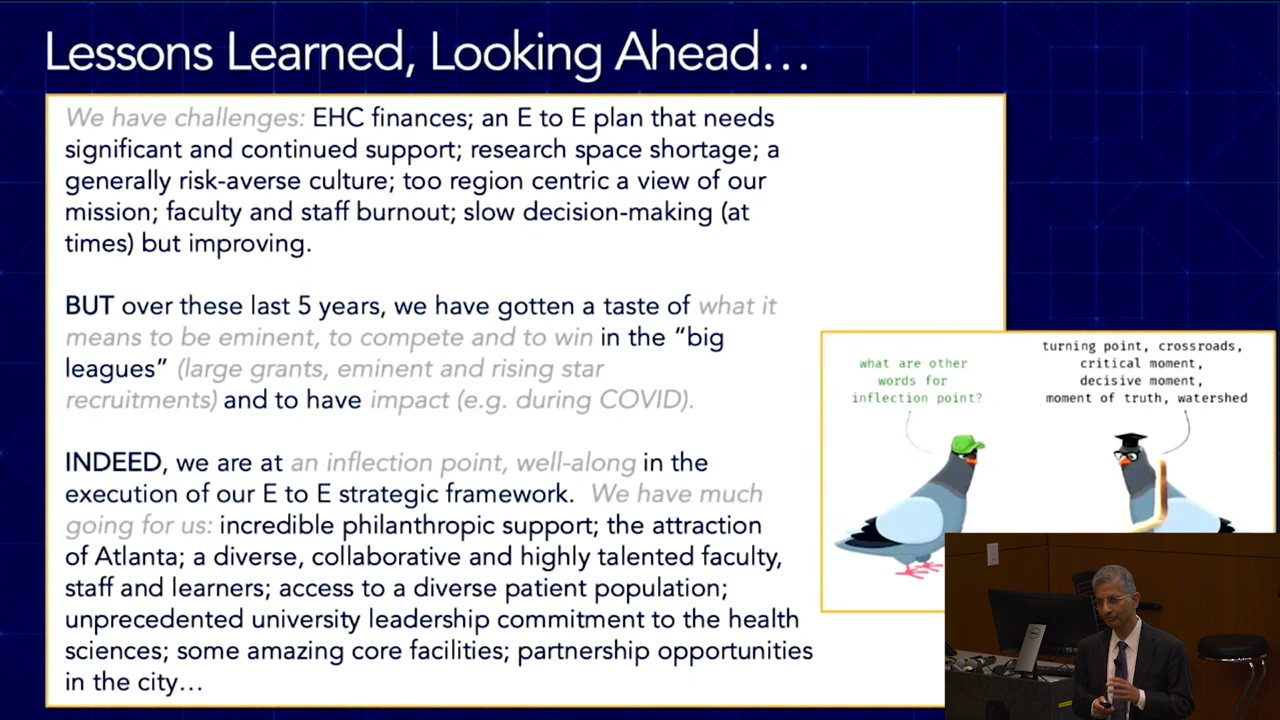 Lessons Learned, Looking Ahead...
We have challenges: EHC finances; an E to E plan that needs
significant and continued support; research space shortage; a
generally risk-averse culture; too region centric a view of our
mission; faculty and staff burnout; slow decision-making (at
times) but improving.
BUT over these last 5 years, we have gotten a taste of what it
means to be eminent, to compete and to win in the “big
leagues” (large grants, eminent and rising star
recruitments) and to have impact (e.g. during COVID).
INDEED, we are at an inflection point, well-along in the
execution of our E to E strategic framework. We have much
going for us: incredible philanthropic support; the attraction
of Atlanta; a diverse, collaborative and highly talented faculty,
staff and learners; access to a diverse patient population;
unprecedented university leadership commitment to the health
sciences; some amazing core facilities; partnership opportunities
in the city...
what are other
words for
inflection point?
turning point, crossroads,
critical moment,
decisive moment,
moment of truth, watershed